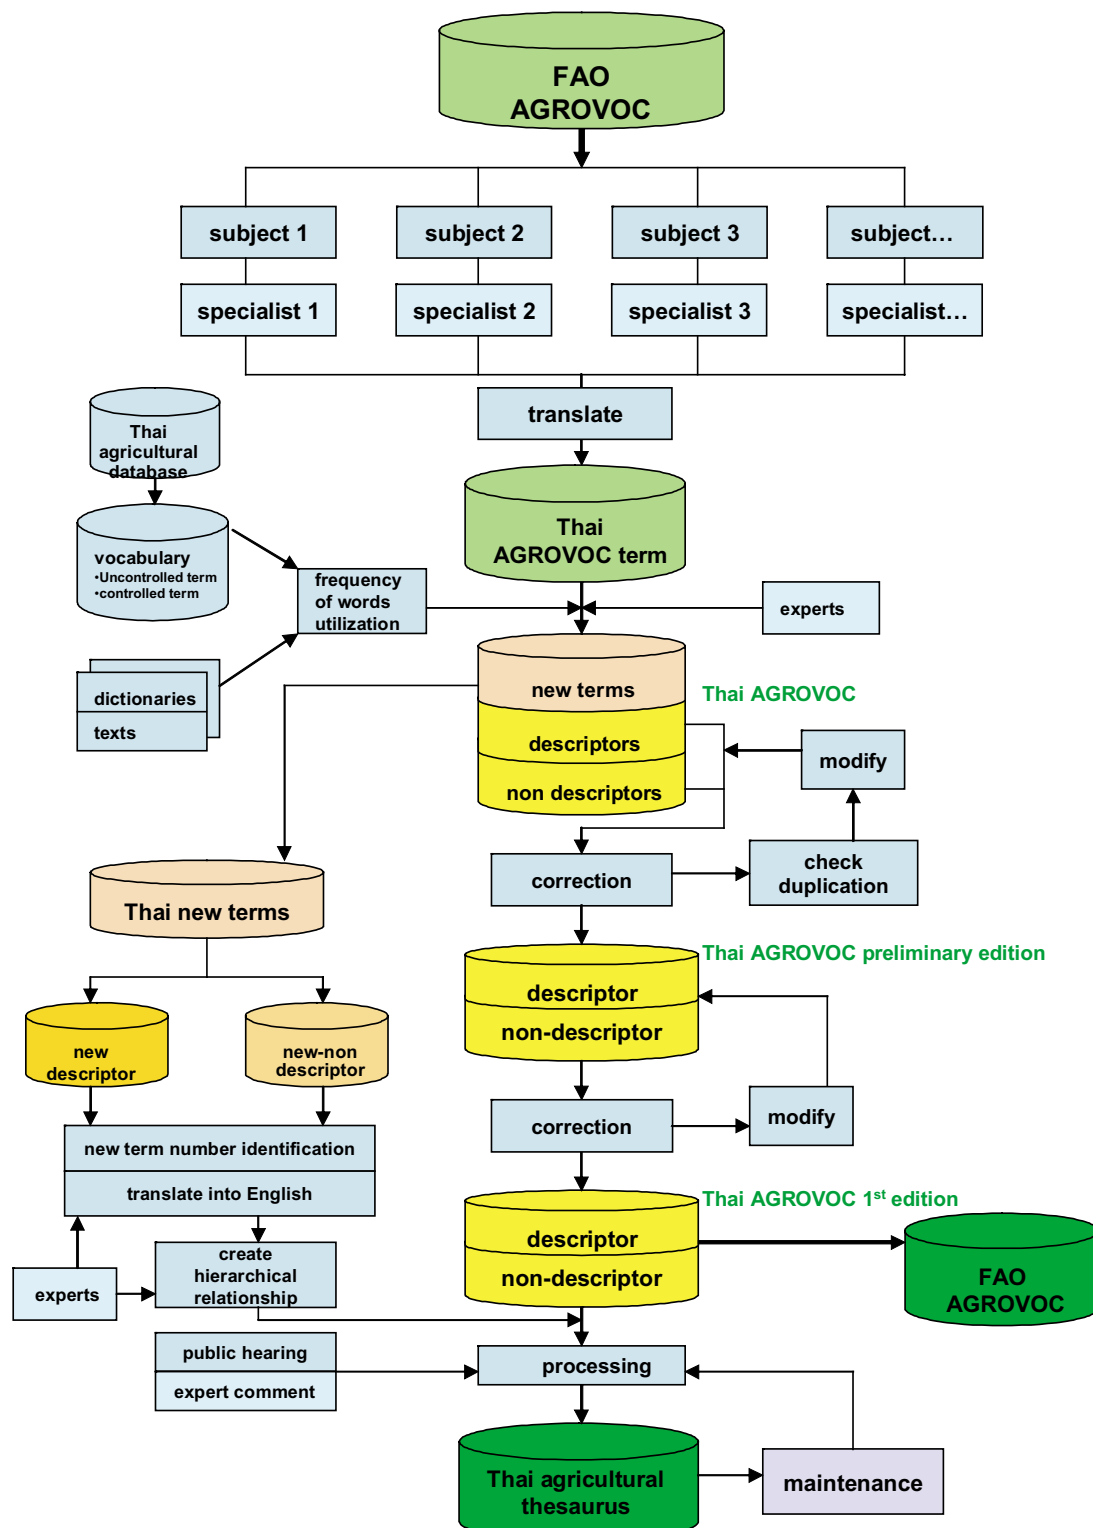 FAO
AGROVOC
subject 1
subject 2
subject 3
subject…
specialist 1
specialist 2
specialist 3
specialist…
translate
Thai
agricultural
database
Thai
AGROVOC term
vocabulary
•Uncontrolled term
•controlled term
frequency
of words
utilization
experts
dictionaries
texts
new terms
descriptors
non descriptors
Thai AGROVOC
modify
correction
check
duplication
Thai new terms
Thai AGROVOC preliminary edition
descriptor
non-descriptor
new
descriptor
new-non
descriptor
correction
modify
new term number identification
translate into English
Thai AGROVOC 1st edition
descriptor
non-descriptor
FAO
AGROVOC
experts
create
hierarchical
relationship
public hearing
expert comment
processing
Thai agricultural
thesaurus
maintenance